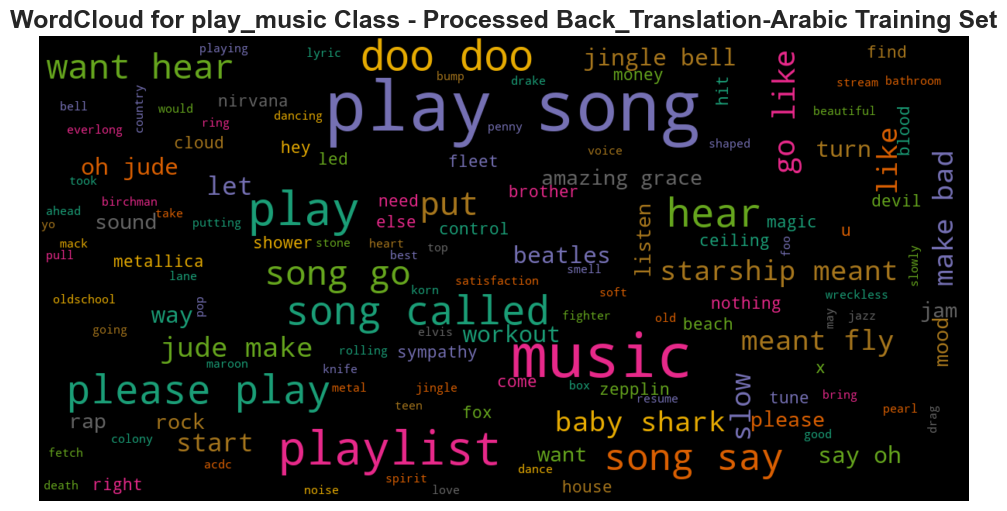 WordCloud for play_music Class - Processed Back_Translation-Arabic Training Set
playing
lyric
doo doo
jingle bell
find
want hear
bump
drake
money
hit
go like
stream
bathroom
bell
country
would
nirvana
dancing
play song
penny
shaped
beautiful
everlong
ring
cloud
hey
led
voice
fleet
turn
like
blood
oh jude
took
let
amazing grace
make bad
birchman
need
brother
devil
ahead
take
play
put
listen
hear
magic
yo
sound
putting
else
control
u
mack
shower
stone
heart
top
beatles
ceiling
foo
slowly
pull
metallica
best
smell
lane
song go
satisfaction
starship meant
korn
soft
wreckless
oldschool
pop
song called
nothing
way
fighter
old
beach
may
jazz
jam
going
elvis
workout
meant fly
mood
jude make
rolling
sympathy
music
maroon
knife
come
box
zepplin
x
please play
metal
jingle
resume
slow
tune
bring
teen
fox
baby shark
please
pearl
drag
rap
rock
good
colony
start
playlist
want
song say
say oh
fetch
acdc
dance
death
right
spirit
noise
love
house